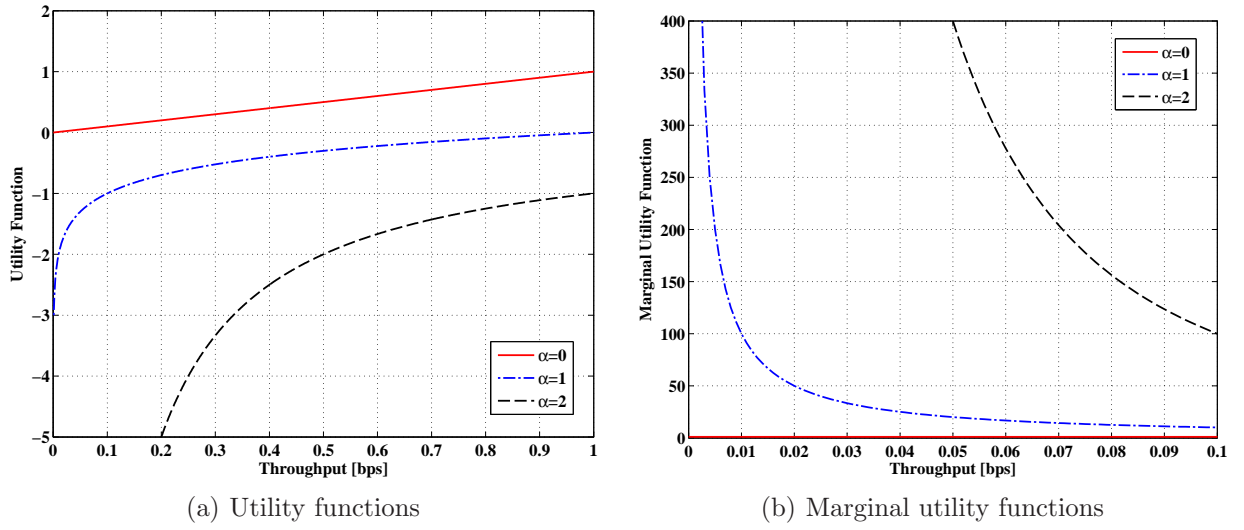 2
1
0
−1
−2
−3
−4
−5
Utility Function
0 0.1 0.2 0.3 0.4 0.5 0.6 0.7 0.8 0.9 1
Throughput [bps]
α=0
α=1
α=2
(a) Utility functions
400
350
300
250
200
150
100
50
0
Marginal Utility Function
0 0.01 0.02 0.03 0.04 0.05 0.06 0.07 0.08 0.09 0.1
Throughput [bps]
α=0
α=1
α=2
(b) Marginal utility functions